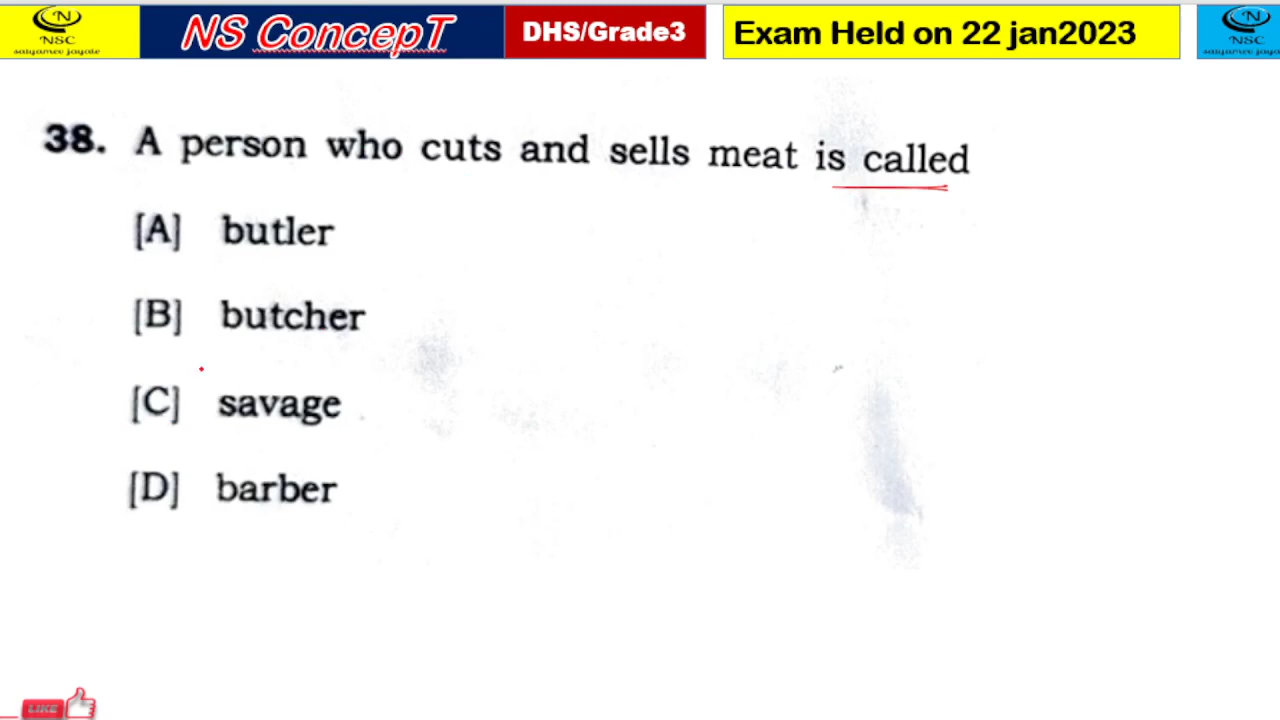 N
NSC
satyamev jayate
NS ConcepT
DHS/Grade3
Exam Held on 22 jan2023
N
NSC
38. A person who cuts and sells meat is called
[A] butler
[B] butcher
[C] savage
[D] barber
LIKE